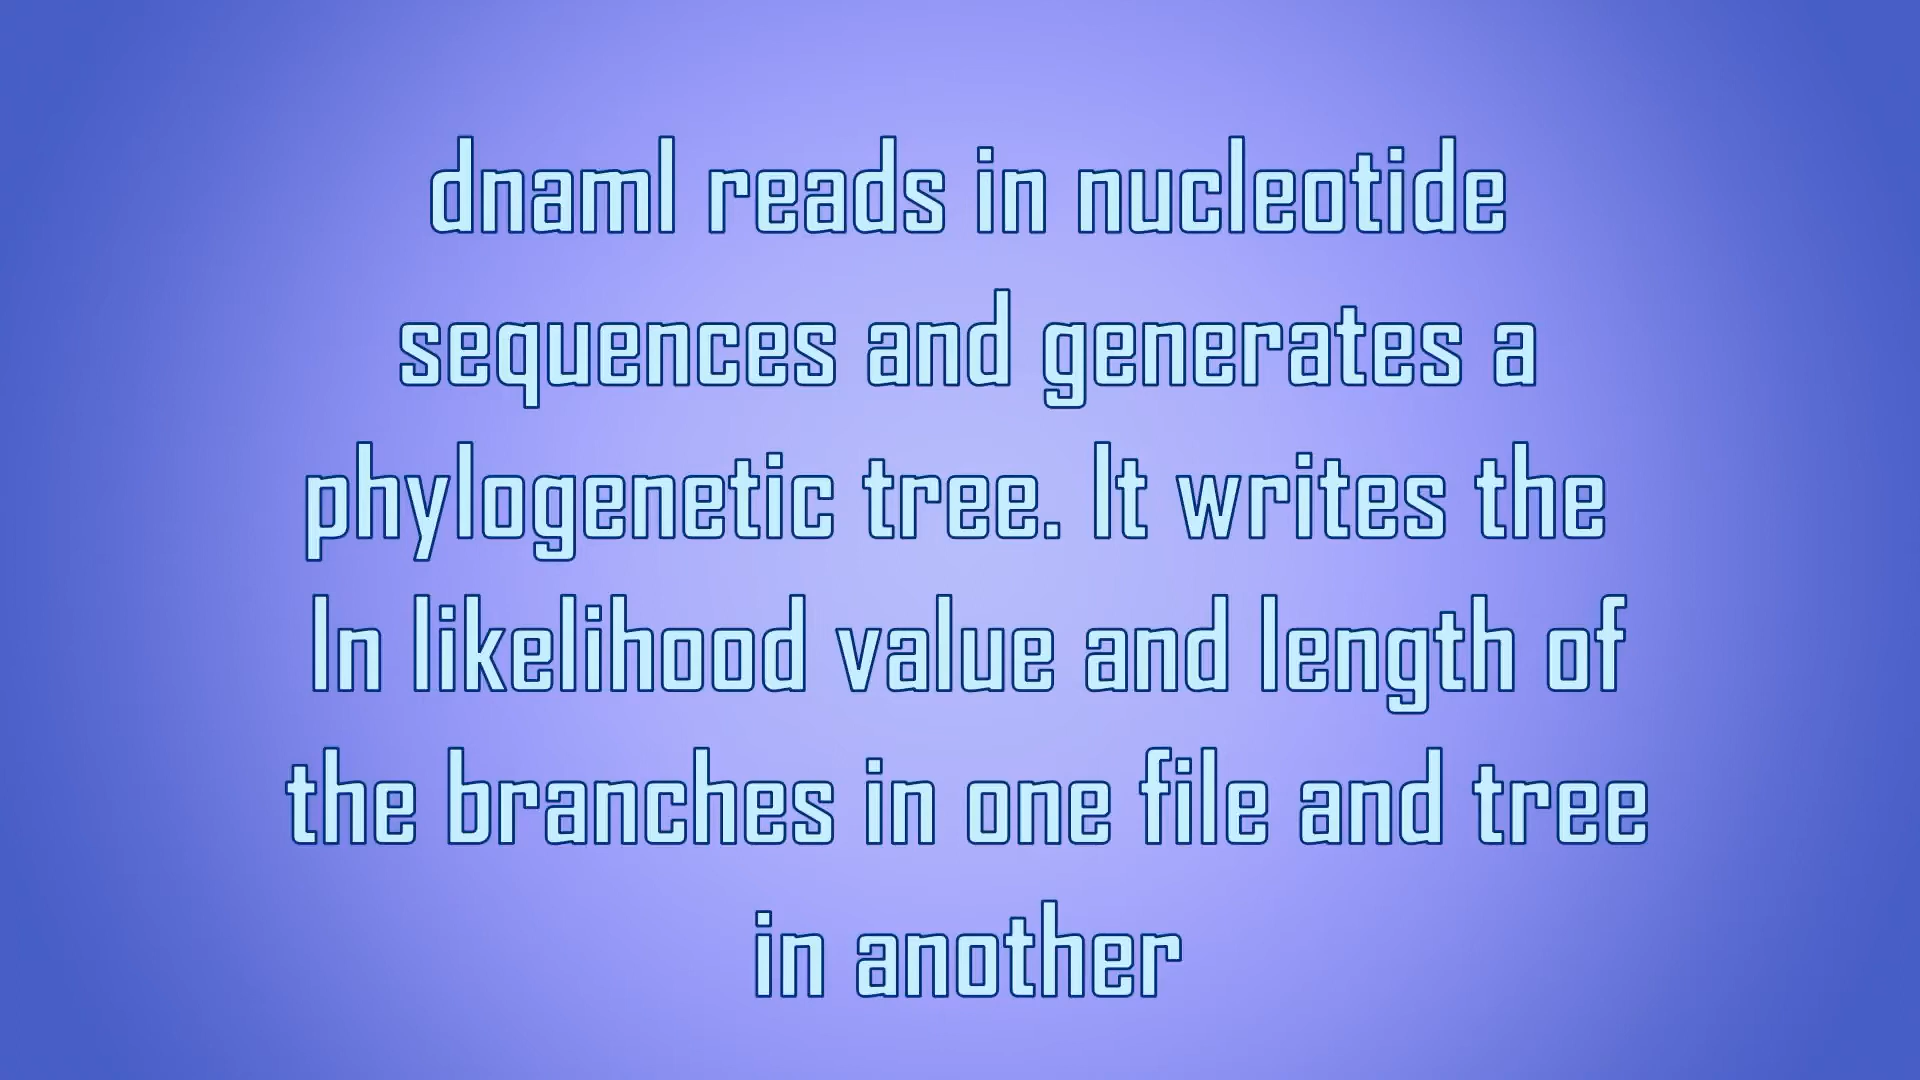 dnaml reads in nucleotide
sequences and generates a
phylogenetic tree. It writes the
ln likelihood value and length of
the branches in one file and tree
in another